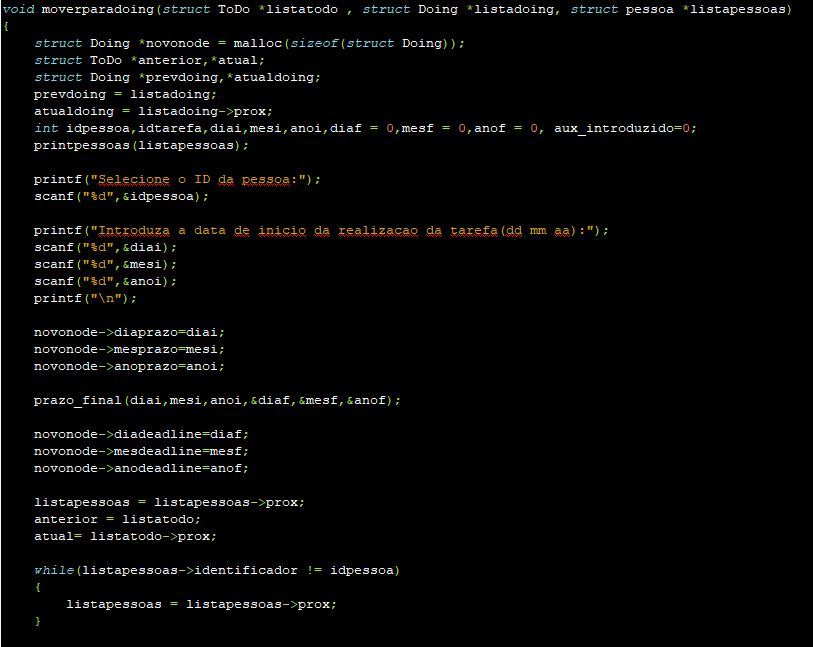 void moverparadoing(struct ToDo *listatodo , struct Doing *listadoing, struct pessoa *listapessoas)
{
    struct Doing *novonode = malloc(sizeof(struct Doing));
    struct ToDo *anterior,*atual;
    struct Doing *prevdoing,*atualdoing;
    prevdoing = listadoing;
    atualdoing = listadoing->prox;
    int idpessoa,idtarefa,diai,mesi,anoi,diaf = 0,mesf = 0,anof = 0, aux_introduzido=0;
    printpessoas(listapessoas);

    printf("Selecione o ID da pessoa:");
    scanf("%d",&idpessoa);

    printf("Introduza a data de inicio da realizacao da tarefa(dd mm aa):");
    scanf("%d",&diai);
    scanf("%d",&mesi);
    scanf("%d",&anoi);
    printf("\n");

    novonode->diaprazo=diai;
    novonode->mesprazo=mesi;
    novonode->anoprazo=anoi;

    prazo_final(diai,mesi,anoi,&diaf,&mesf,&anof);

    novonode->diadeadline=diaf;
    novonode->mesdeadline=mesf;
    novonode->anodeadline=anof;

    listapessoas = listapessoas->prox;
    anterior = listatodo;
    atual= listatodo->prox;

    while(listapessoas->identificador != idpessoa)
    {
        listapessoas = listapessoas->prox;
    }